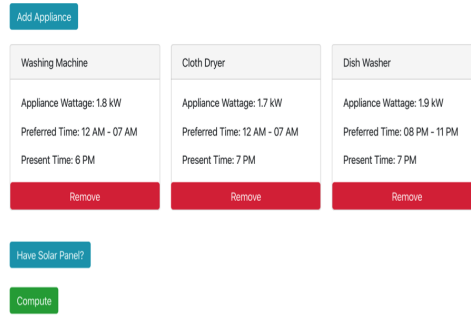 Add Appliance
Washing Machine
Appliance Wattage: 1.8 kW
Preferred Time: 12 AM - 07 AM
Present Time: 6 PM
Remove
Cloth Dryer
Appliance Wattage: 1.7 kW
Preferred Time: 12 AM - 07 AM
Present Time: 7 PM
Remove
Dish Washer
Appliance Wattage: 1.9 kW
Preferred Time: 08 PM - 11 PM
Present Time: 7 PM
Remove
Have Solar Panel?
Compute